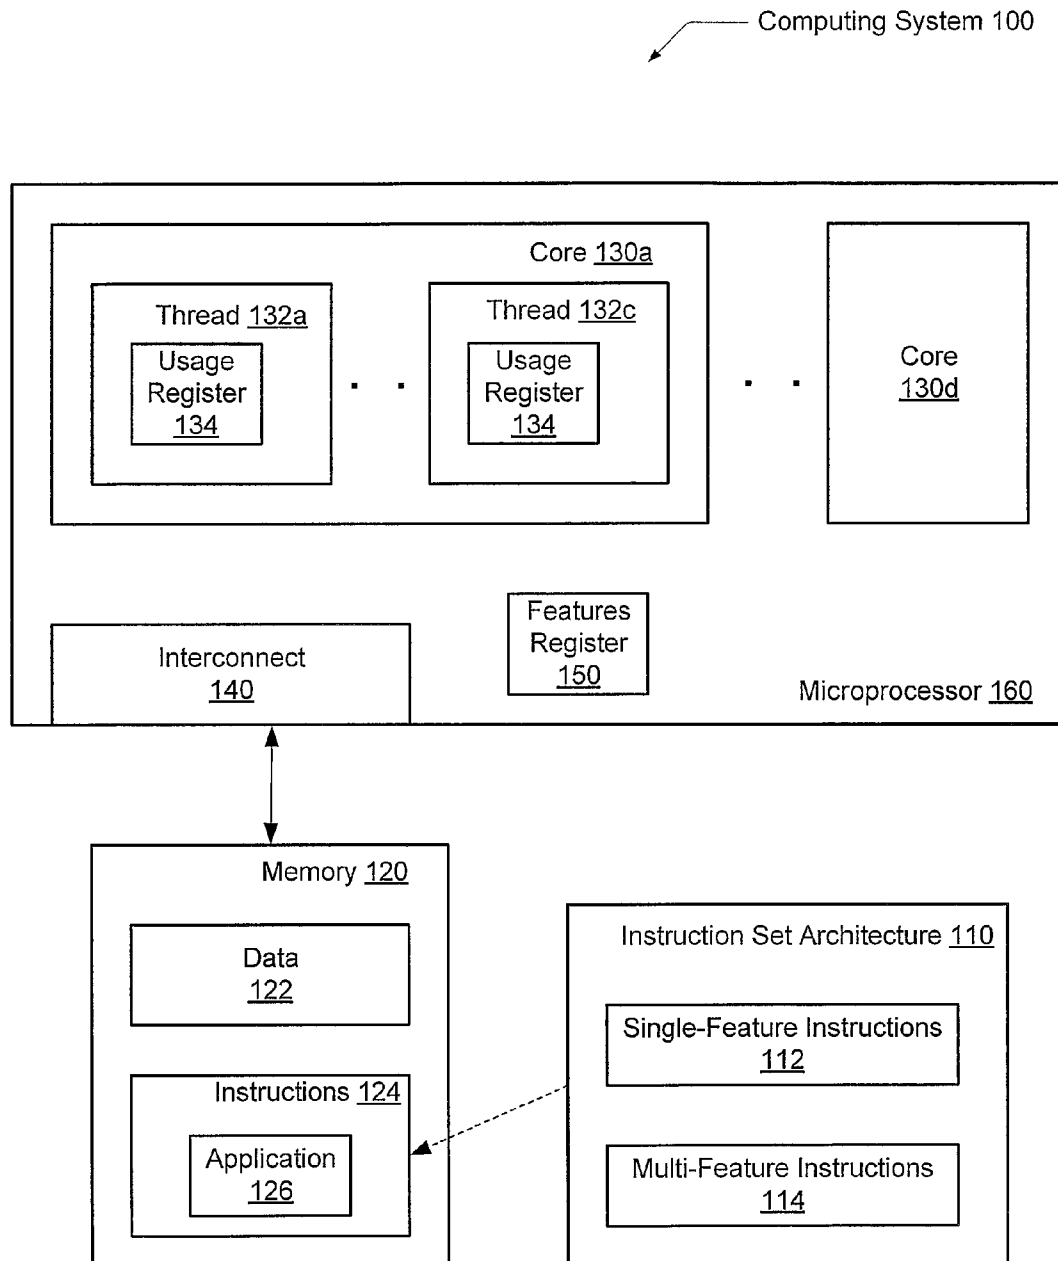 Computing System 100
Core 130a
Thread 132a
Usage
Register
134
Thread 132c
Usage
Register
134
Core
130d
Features
Register
150
Interconnect
140
Microprocessor 160
Memory 120
Data
122
Instructions 124
Application
126
Instruction Set Architecture 110
Single-Feature Instructions
112
Multi-Feature Instructions
114